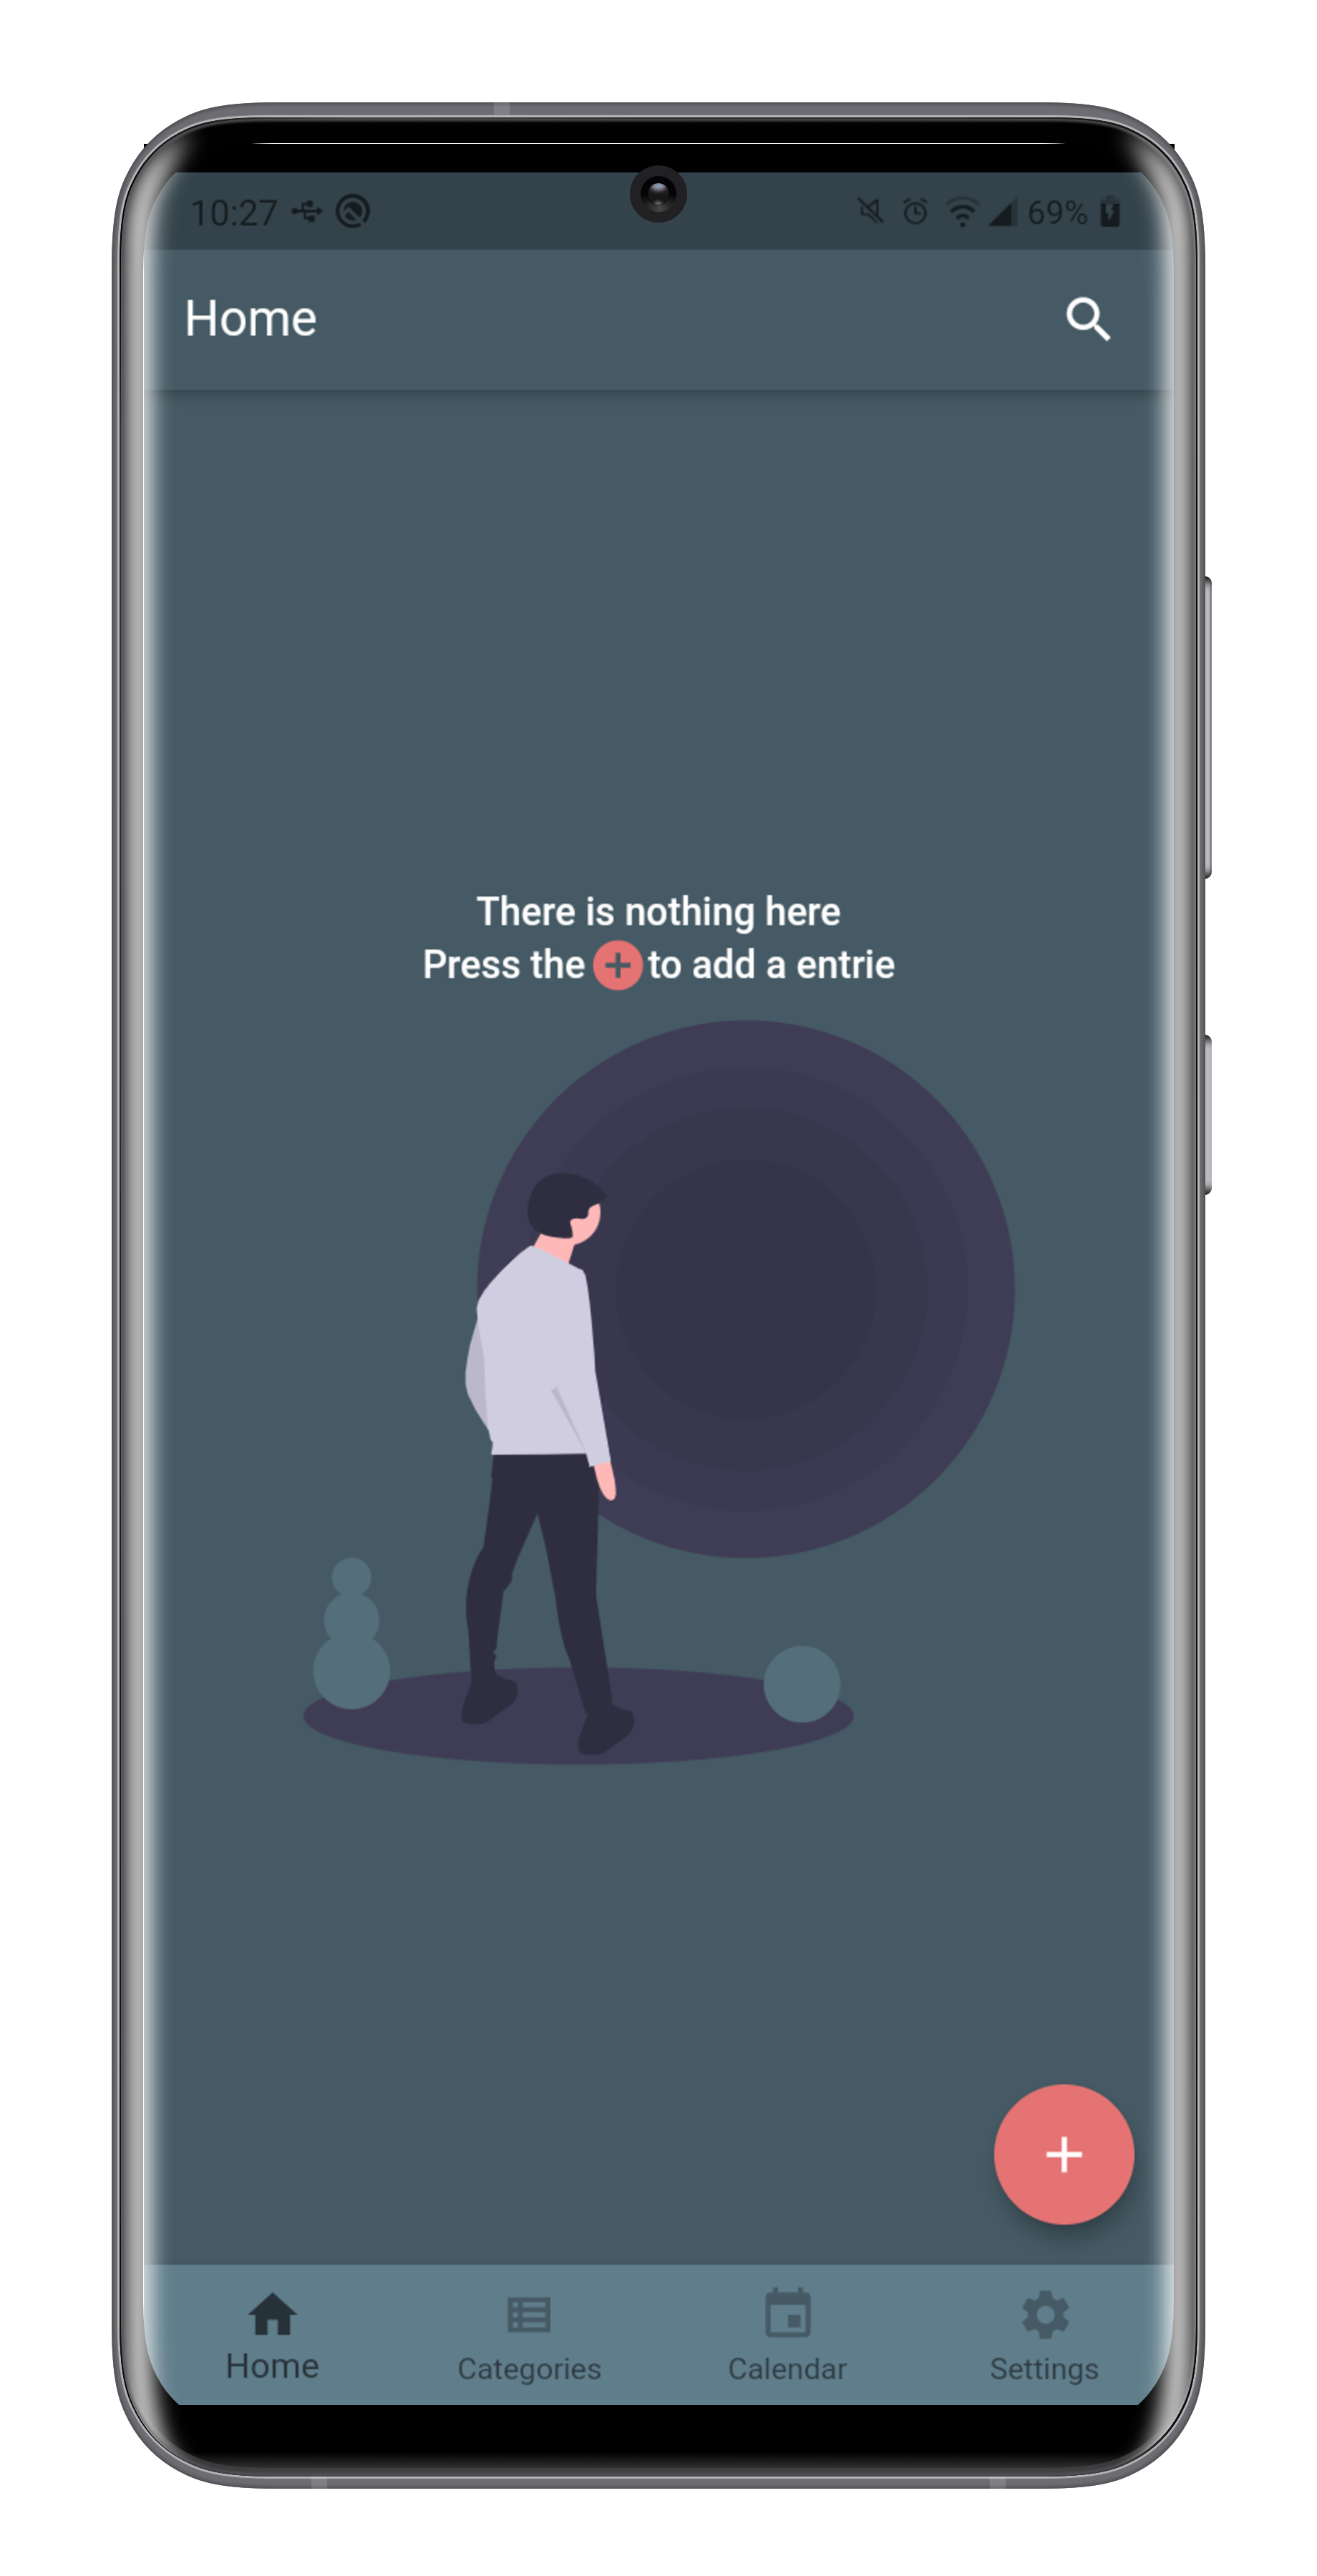 10:27 69%
Home
There is nothing here
Press the + to add a entrie
Home Categories Calendar Settings